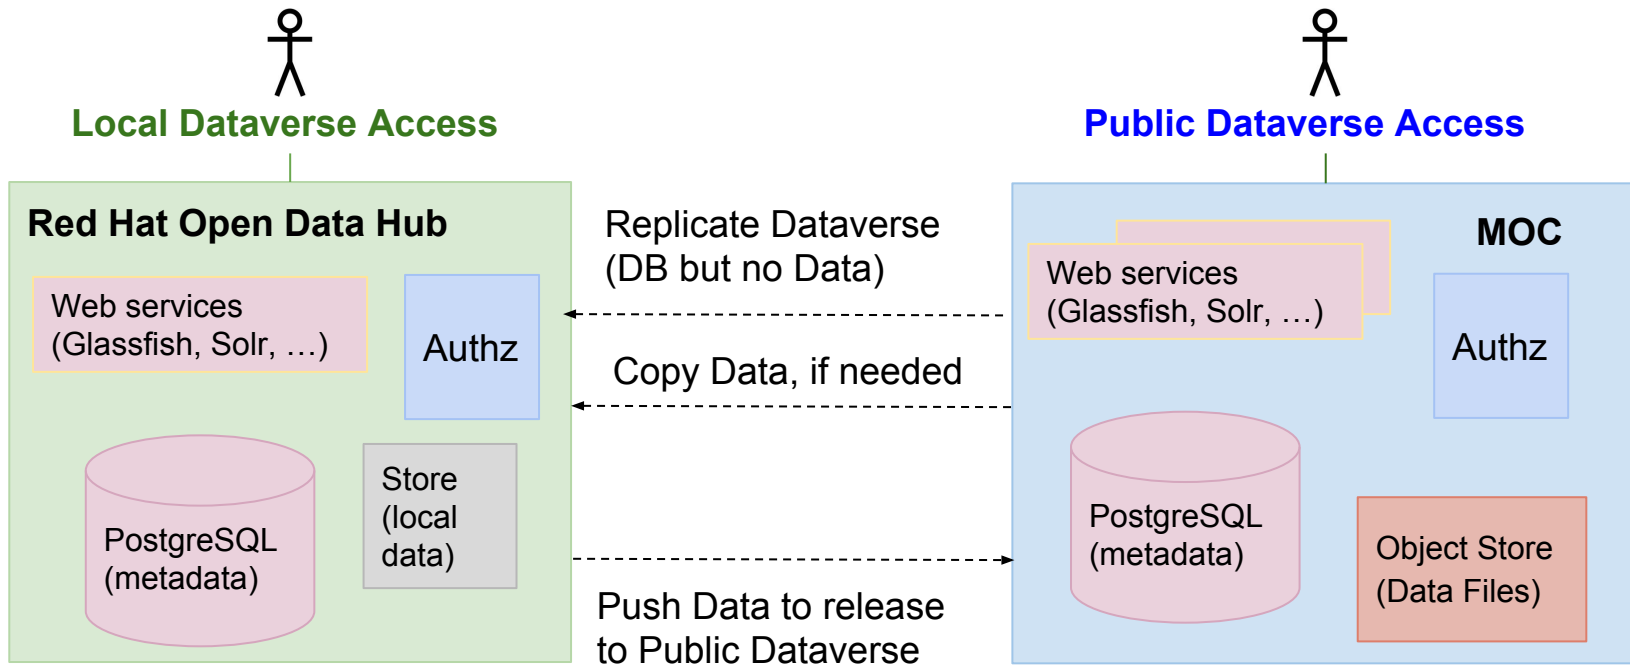 Local Dataverse Access
Red Hat Open Data Hub
Web services
(Glassfish, Solr, …)
Authz
PostgreSQL
(metadata)
Store
(local
data)
Replicate Dataverse
(DB but no Data)
Copy Data, if needed
Push Data to release
to Public Dataverse
Public Dataverse Access
MOC
Web services
(Glassfish, Solr, …)
Authz
PostgreSQL
(metadata)
Object Store
(Data Files)